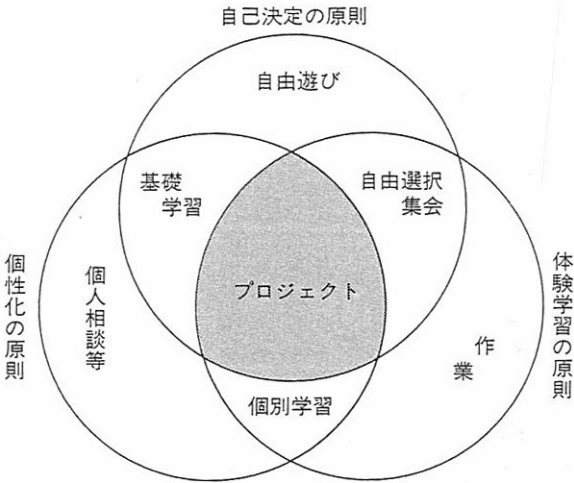 自己決定の原則
自由遊び
基礎
学習
自由選択
集会
個性化の原則
個人相談等
プロジェクト
体験学習の原則
作業
個別学習